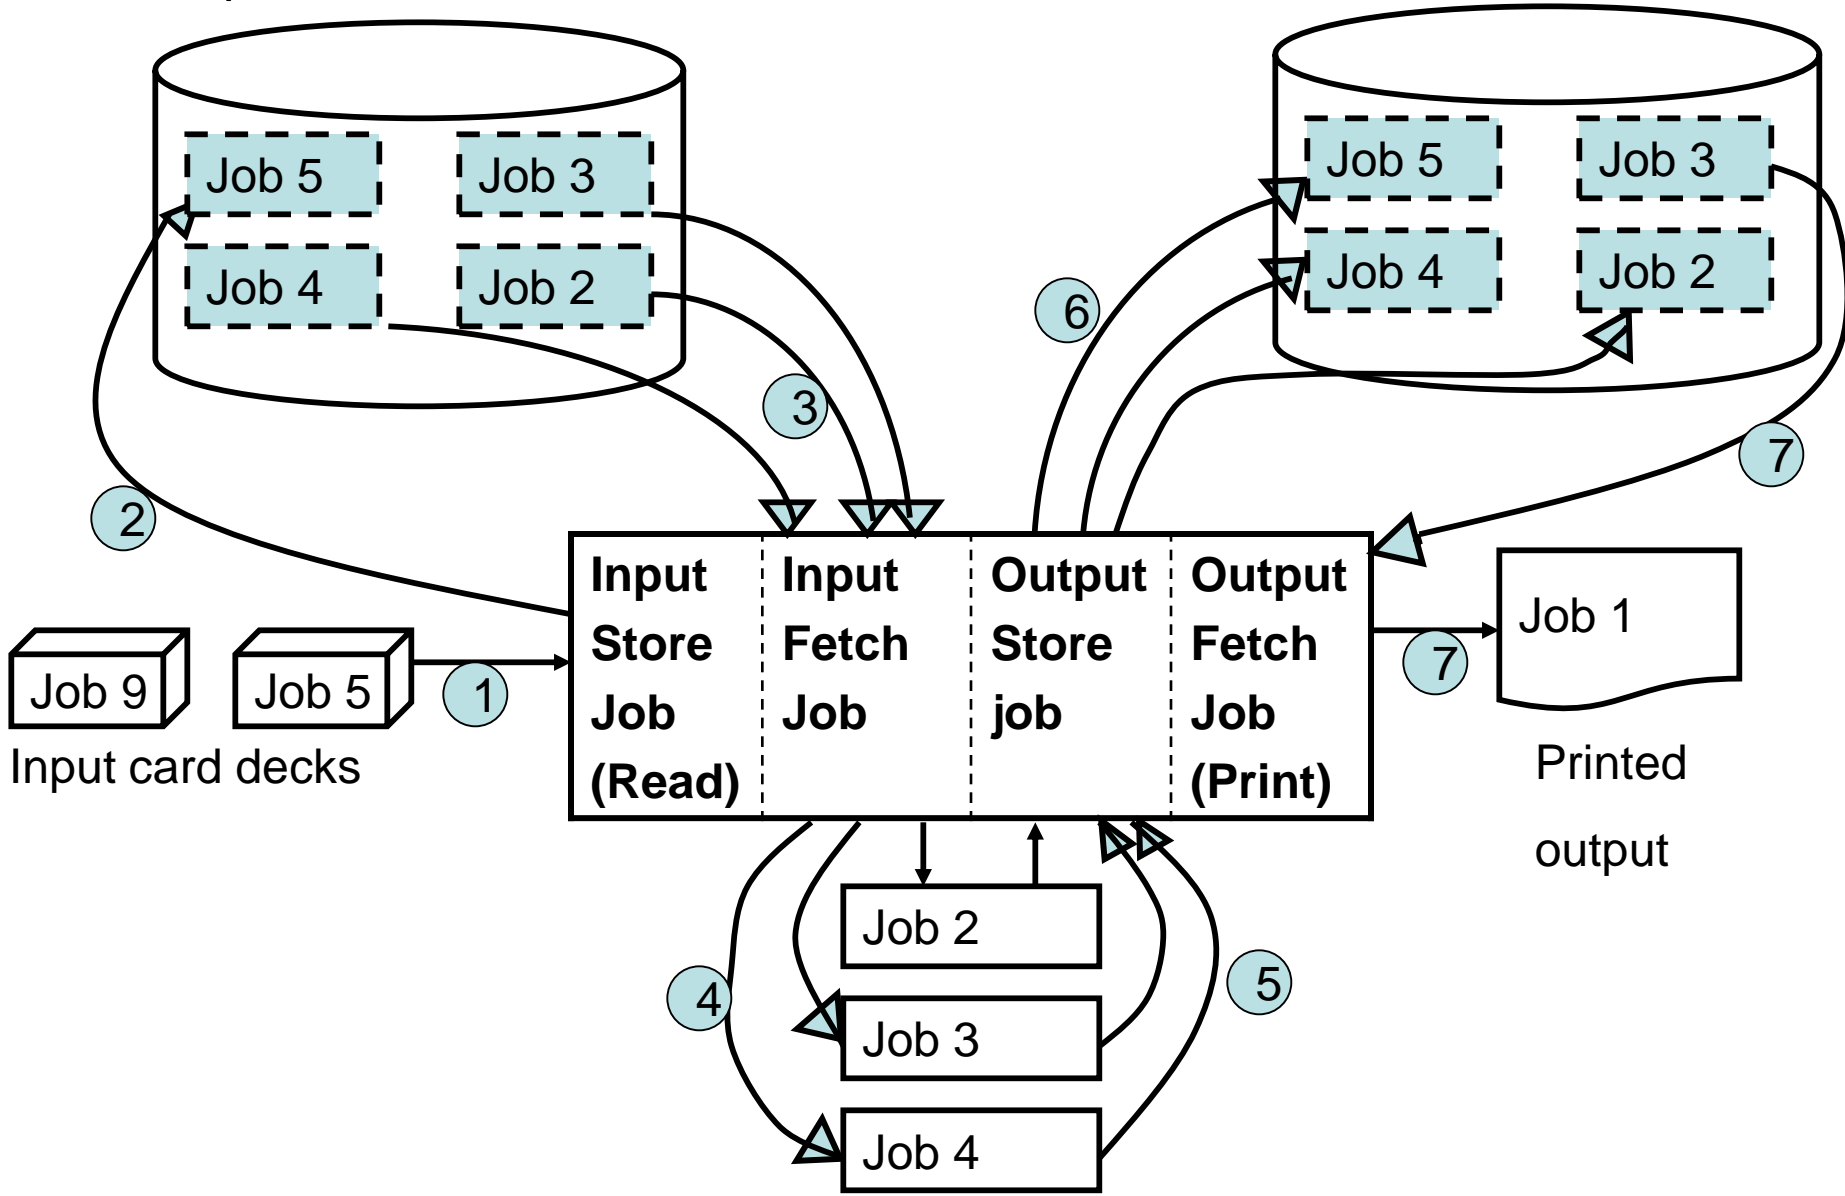 Job 5
Job 3
Job 4
Job 2
Job 5
Job 3
Job 4
Job 2
6
3
7
2
Input
Store
Job
(Read)
Input
Fetch
Job
Output
Store
job
Output
Fetch
Job
(Print)
Job 9
Job 5
1
Input card decks
7
Job 1
Printed
output
Job 2
Job 3
Job 4
4
5